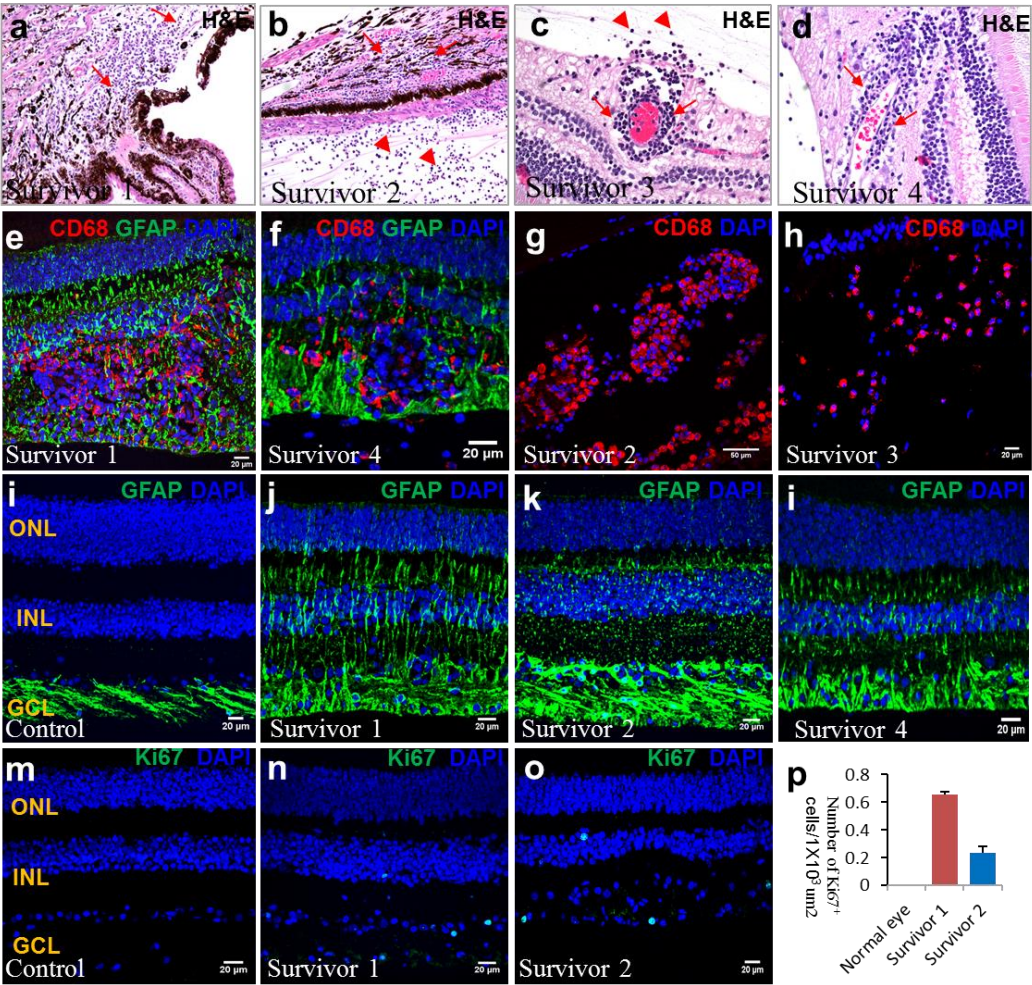 a
H&E
Survivor 1
b
Survivor 2
c
H&E
Survivor 3
d
H&E
Survivor 4
e
CD68 GFAP DAPI
20 µm
Survivor 1
f
CD68 GFAP DAPI
20 µm
Survivor 4
g
CD68 DAPI
50 µm
Survivor 2
h
CD68 DAPI
20 µm
Survivor 3
i
GFAP DAPI
ONL
INL
GCL
20 µm
Control
j
GFAP DAPI
20 µm
Survivor 1
k
GFAP DAPI
20 µm
Survivor 2
i
GFAP DAPI
20 µm
Survivor 4
m
Ki67 DAPI
ONL
INL
GCL
20 µm
Control
n
Ki67 DAPI
20 µm
Survivor 1
o
Ki67 DAPI
20 µm
Survivor 2
p
Number of Ki67+
cells/1X10³ um2
0.8
0.6
0.4
0.2
0
Normal eye
Survivor 1
Survivor 2